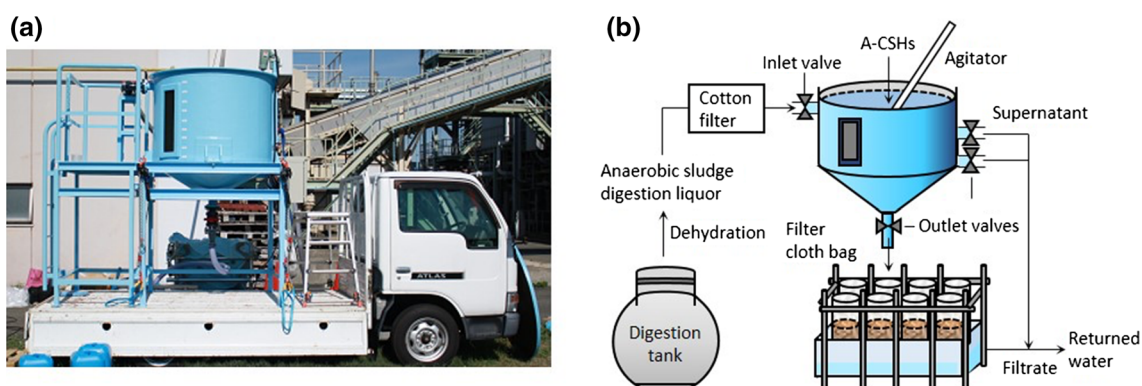 (a)
ATLAS
(b)
A-CSHs
Agitator
Inlet valve
Cotton
filter
Supernatant
Anaerobic sludge
digestion liquor
Dehydration
Filter
cloth bag
Outlet valves
Digestion
tank
Returned
water
Filtrate